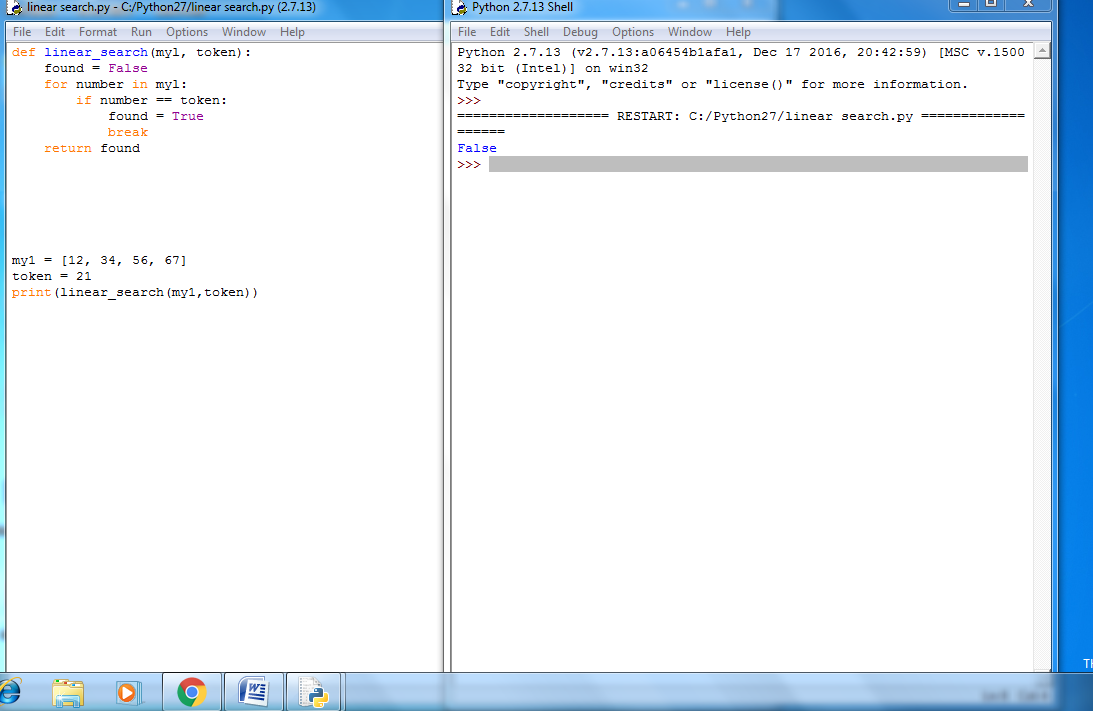 linear search.py - C:/Python27/linear search.py (2.7.13)
File Edit Format Run Options Window Help
def linear_search(myl, token):
    found = False
    for number in myl:
        if number == token:
            found = True
            break
    return found
my1 = [12, 34, 56, 67]
token = 21
print(linear_search(my1,token))
Python 2.7.13 Shell
File Edit Shell Debug Options Window Help
Python 2.7.13 (v2.7.13:a06454b1afa1, Dec 17 2016, 20:42:59) [MSC v.1500
32 bit (Intel)] on win32
Type "copyright", "credits" or "license()" for more information.
>>>
=================== RESTART: C:/Python27/linear search.py =============
======
False
>>>